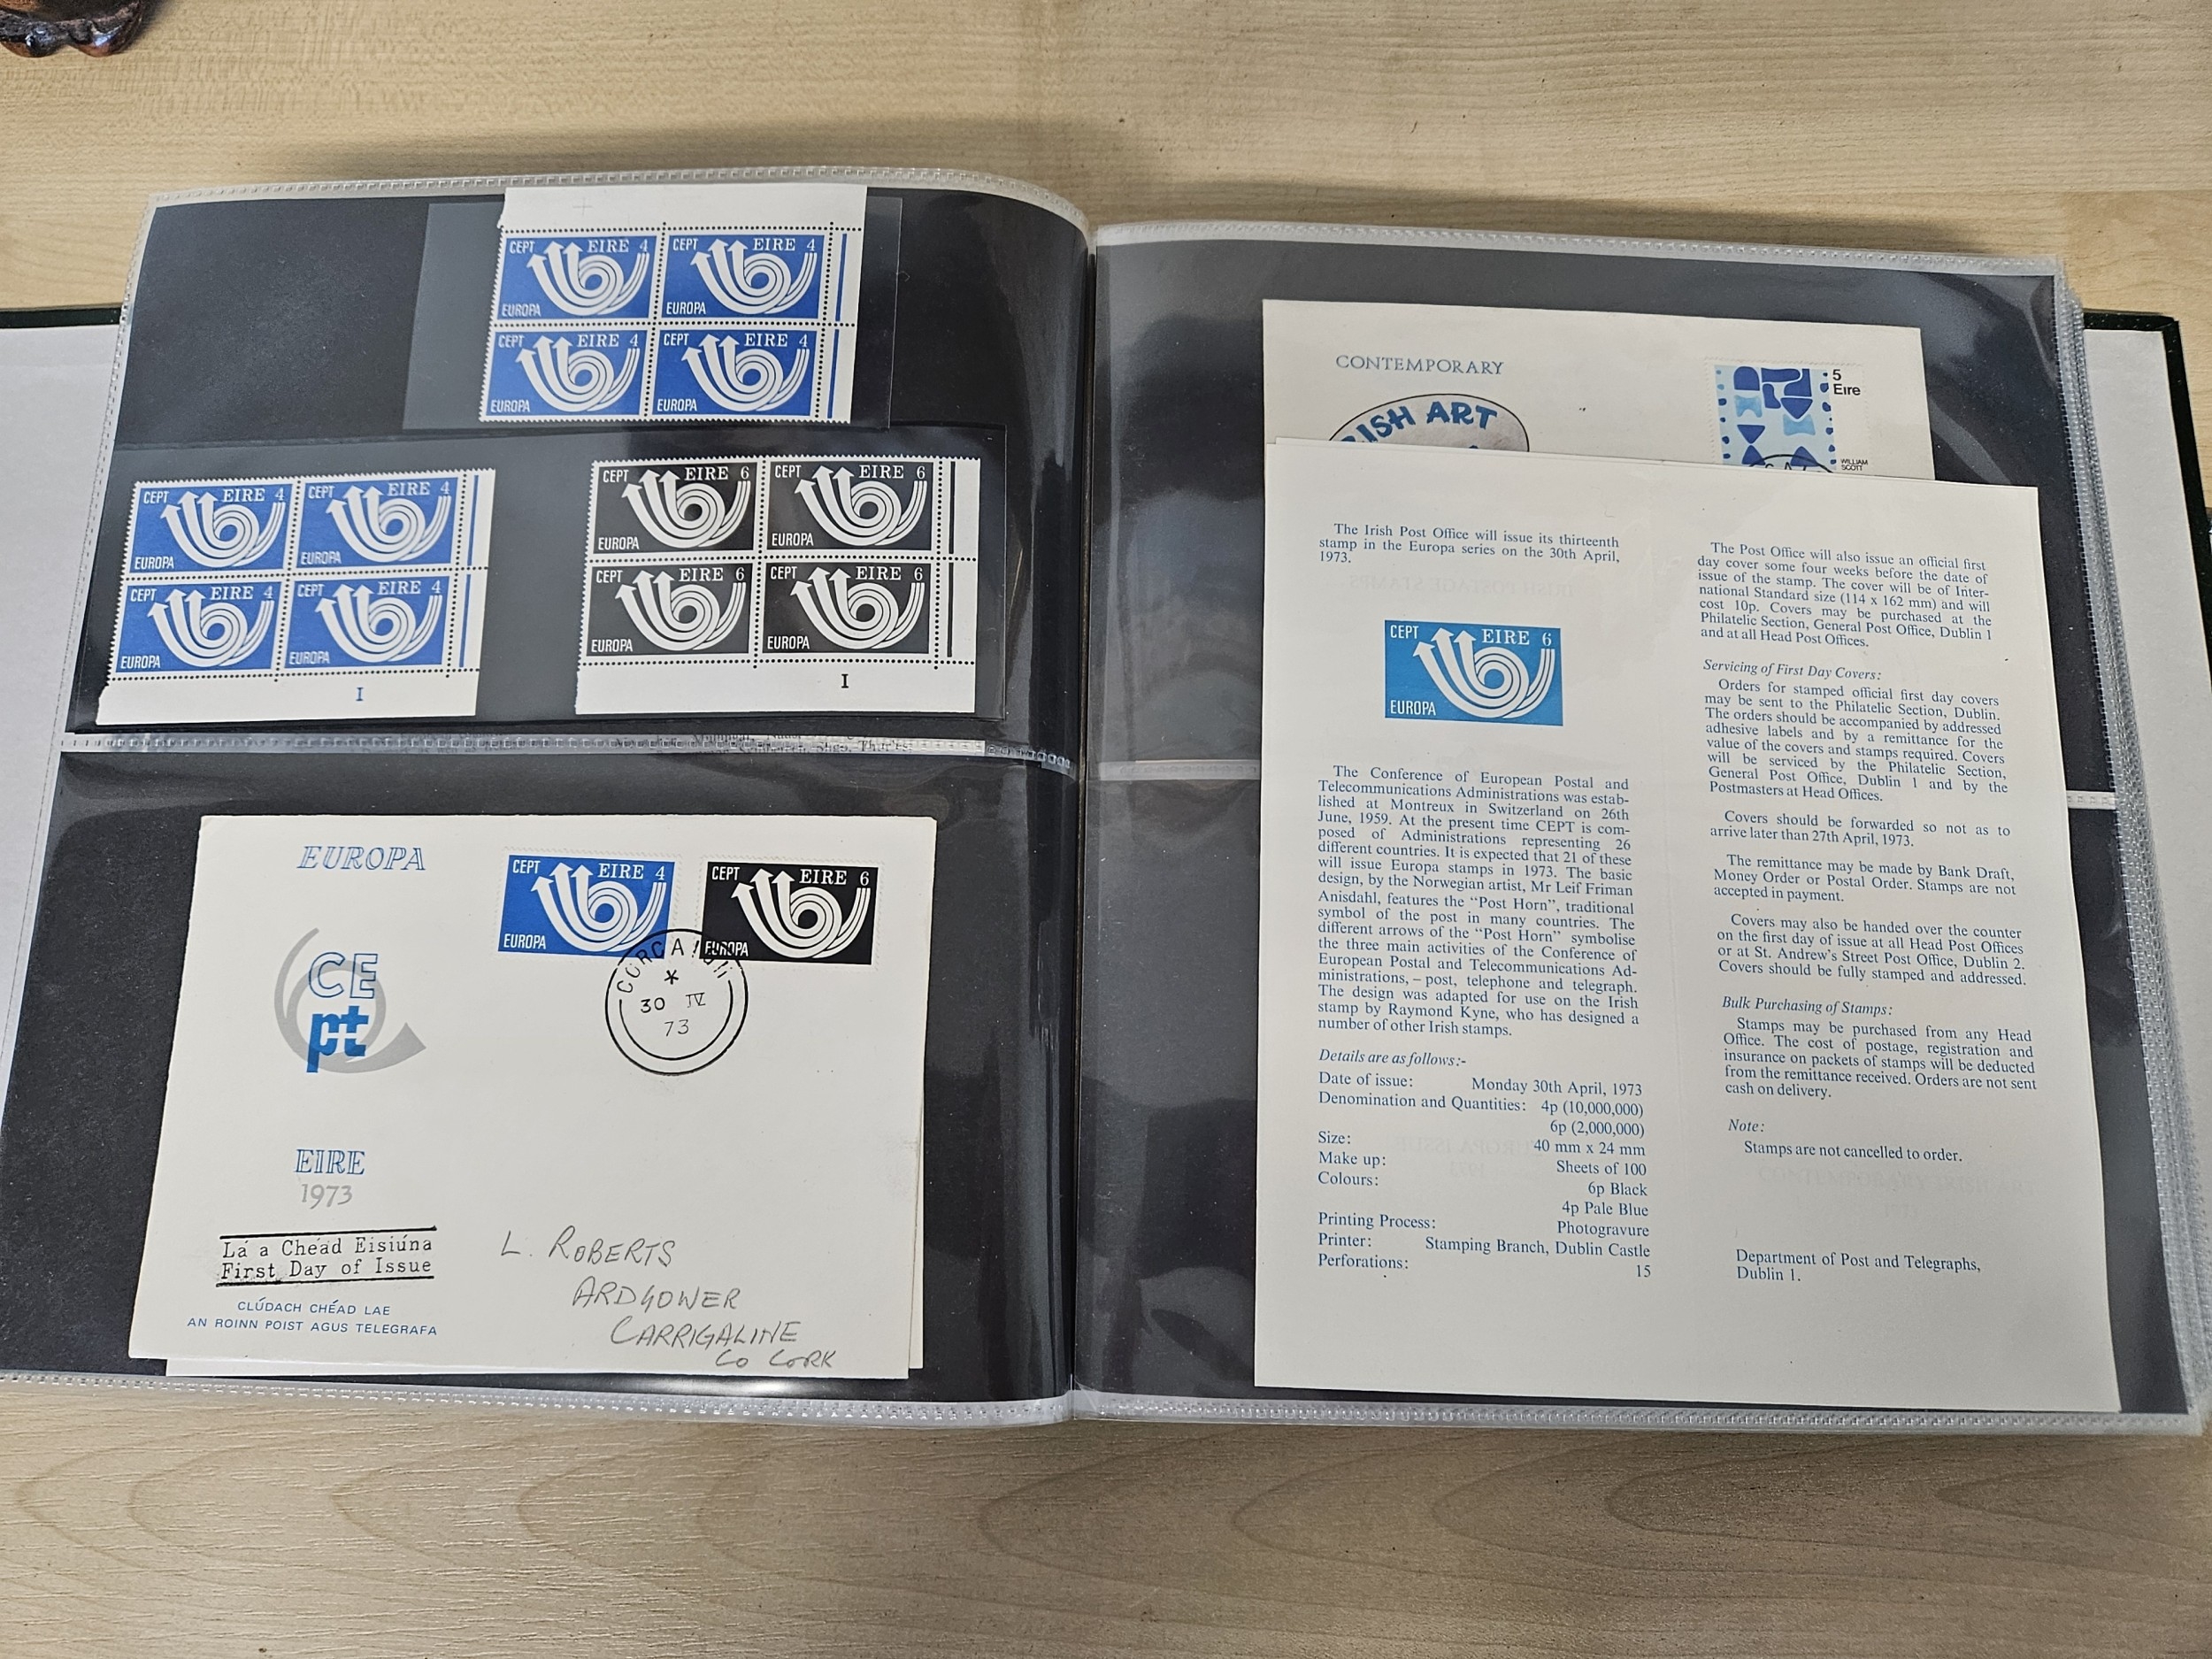 CEPT EIRE 4
EUROPA
CEPT EIRE 4
EUROPA
CEPT EIRE 4
EUROPA
CEPT EIRE 4
EUROPA
CEPT EIRE 4
EUROPA
CEPT EIRE 4
EUROPA
CEPT EIRE 4
EUROPA
CEPT EIRE 4
EUROPA
I
CEPT EIRE 6
EUROPA
CEPT EIRE 6
EUROPA
CEPT EIRE 6
EUROPA
CEPT EIRE 6
EUROPA
I
EUROPA
CEPT EIRE 4
EUROPA
CEPT EIRE 6
EUROPA
CE
pt
30 IV
73
EIRE
1973
Lá a Chéad Eisiúna
First Day of Issue
CLÚDACH CHÉAD LAE
AN ROINN POIST AGUS TELEGRAFA
L. ROBERTS
ARDGOWER
CARRIGALINE
CO CORK
CONTEMPORARY
IRISH ART
5
Eire
WILLIAM
SCOTT
The Irish Post Office will issue its thirteenth
stamp in the Europa series on the 30th April,
1973.
CEPT EIRE 6
EUROPA
The Conference of European Postal and
Telecommunications Administrations was estab-
lished at Montreux in Switzerland on 26th
June, 1959. At the present time CEPT is com-
posed of Administrations representing 26
different countries. It is expected that 21 of these
will issue Europa stamps in 1973. The basic
design, by the Norwegian artist, Mr Leif Friman
Anisdahl, features the "Post Horn", traditional
symbol of the post in many countries. The
different arrows of the "Post Horn" symbolise
the three main activities of the Conference of
European Postal and Telecommunications Ad-
ministrations, – post, telephone and telegraph.
The design was adapted for use on the Irish
stamp by Raymond Kyne, who has designed a
number of other Irish stamps.
Details are as follows:-
Date of issue: Monday 30th April, 1973
Denomination and Quantities: 4p (10,000,000)
6p (2,000,000)
Size: 40 mm x 24 mm
Make up: Sheets of 100
Colours: 6p Black
4p Pale Blue
Printing Process: Photogravure
Printer: Stamping Branch, Dublin Castle
Perforations: 15
The Post Office will also issue an official first
day cover some four weeks before the date of
issue of the stamp. The cover will be of Inter-
national Standard size (114 x 162 mm) and will
cost 10p. Covers may be purchased at the
Philatelic Section, General Post Office, Dublin 1
and at all Head Post Offices.
Servicing of First Day Covers:
Orders for stamped official first day covers
may be sent to the Philatelic Section, Dublin.
The orders should be accompanied by addressed
adhesive labels and by a remittance for the
value of the covers and stamps required. Covers
will be serviced by the Philatelic Section,
General Post Office, Dublin 1 and by the
Postmasters at Head Offices.
Covers should be forwarded so not as to
arrive later than 27th April, 1973.
The remittance may be made by Bank Draft,
Money Order or Postal Order. Stamps are not
accepted in payment.
Covers may also be handed over the counter
on the first day of issue at all Head Post Offices
or at St. Andrew's Street Post Office, Dublin 2.
Covers should be fully stamped and addressed.
Bulk Purchasing of Stamps:
Stamps may be purchased from any Head
Office. The cost of postage, registration and
insurance on packets of stamps will be deducted
from the remittance received. Orders are not sent
cash on delivery.
Note:
Stamps are not cancelled to order.
Department of Post and Telegraphs,
Dublin 1.